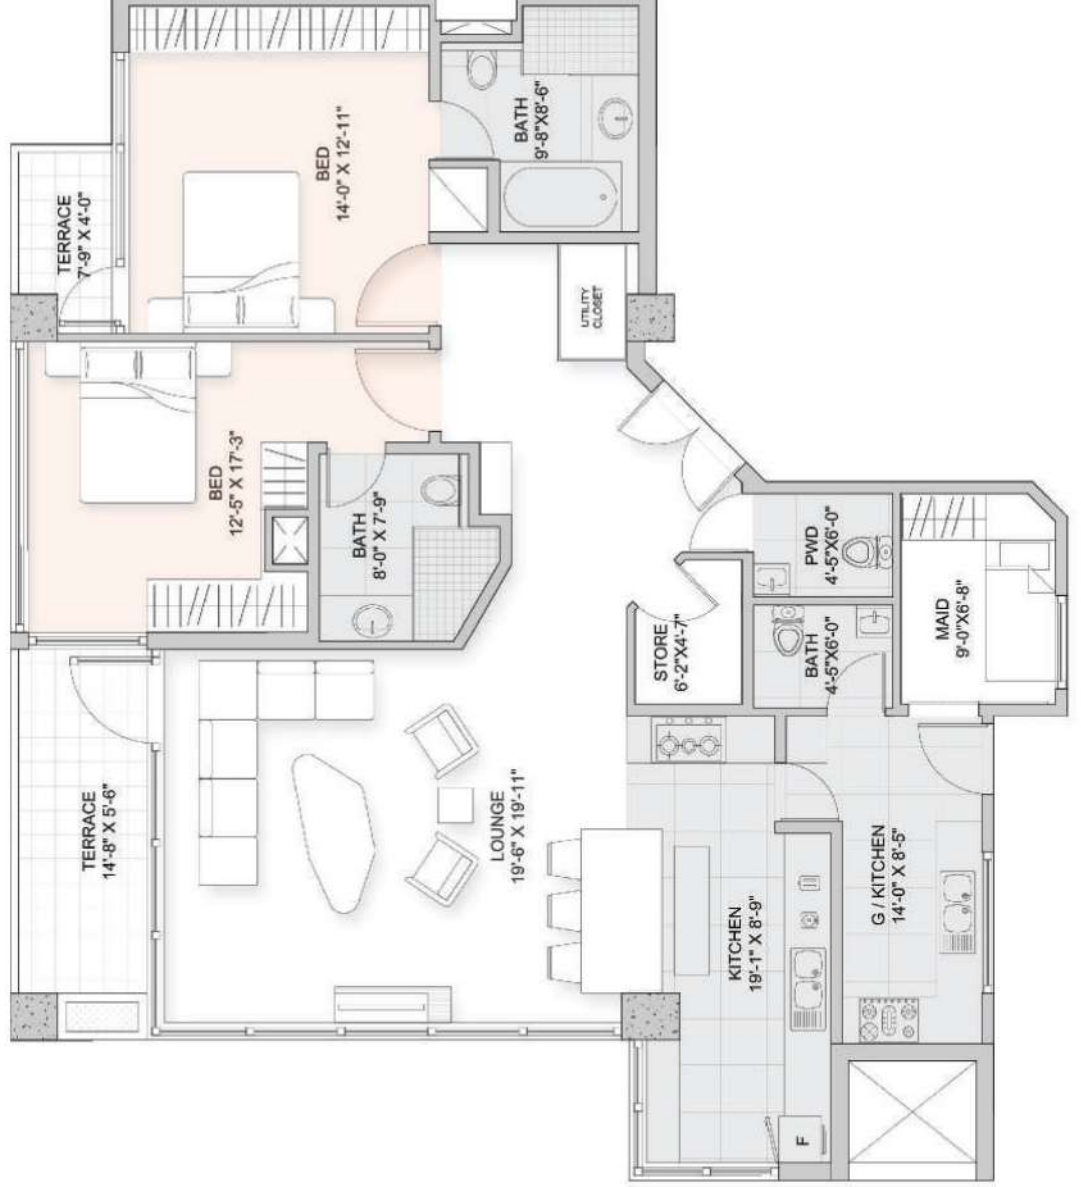 BED
14'-0" X 12'-11"
BATH
9'-8"X8'-6"
TERRACE
7'-9" X 4'-0"
UTILITY
CLOSET
BED
12'-5" X 17'-3"
BATH
8'-0" X 7'-9"
PWD
4'-5"X6'-0"
MAID
9'-0"X6'-8"
STORE
6'-2"X4'-7"
BATH
4'-5"X6'-0"
TERRACE
14'-8" X 5'-6"
LOUNGE
19'-6" X 19'-11"
KITCHEN
19'-1" X 8'-9"
G / KITCHEN
14'-0" X 8'-5"
F